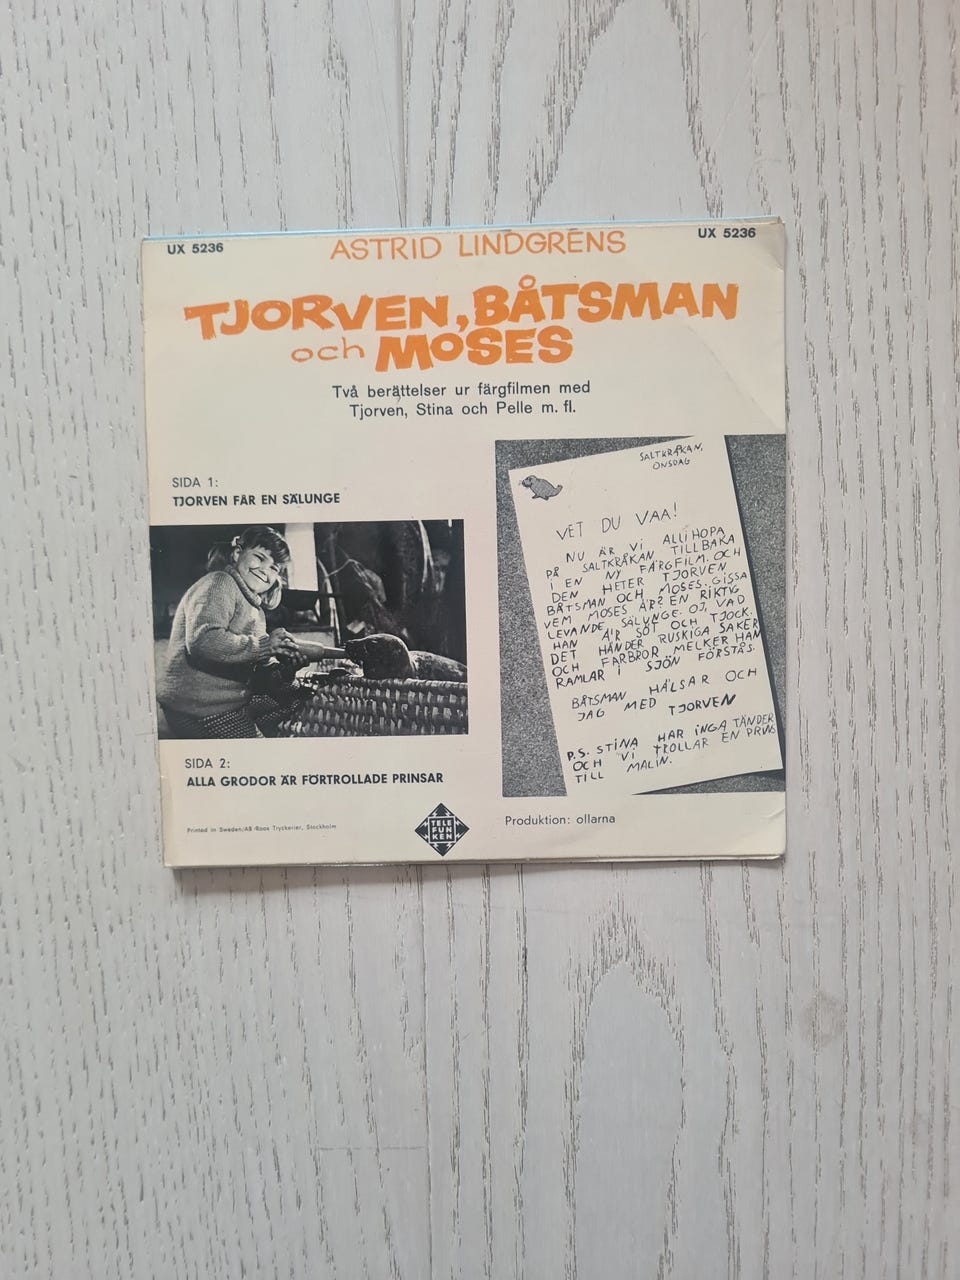 UX 5236
UX 5236
ASTRID LINDGRENS
TJORVEN, BÅTSMAN
och MOSES
Två berättelser ur färgfilmen med
Tjorven, Stina och Pelle m. fl.
SIDA 1:
TJORVEN FÅR EN SÄLUNGE
SALTKRÅKAN,
ONSDAG
VET DU VAA!
NU ÄR VI ALLIHOPA
PÅ SALTKRÅKAN TILLBAKA
I EN NY FÄRGFILM. OCH
DEN HETER TJORVEN
BÅTSMAN OCH MOSES. GISSA
VEM MOSES ÄR? EN RIKTIG
LEVANDE SÄLUNGE. OJ, VAD
HAN ÄR SÖT OCH TJOCK.
DET HÄNDER RUSKIGA SAKER
OCH FARBROR MELKER HAN
RAMLAR I SJÖN FÖRSTÅS.
BÅTSMAN HÄLSAR OCH
JAG MED TJORVEN
P.S. STINA HAR INGA TÄNDER
OCH VI TROLLAR EN PRINS
TILL MALIN.
SIDA 2:
ALLA GRODOR ÄR FÖRTROLLADE PRINSAR
Printed in Sweden/AB Roos Tryckerier, Stockholm
TELE
FUN
KEN
Produktion: ollarna